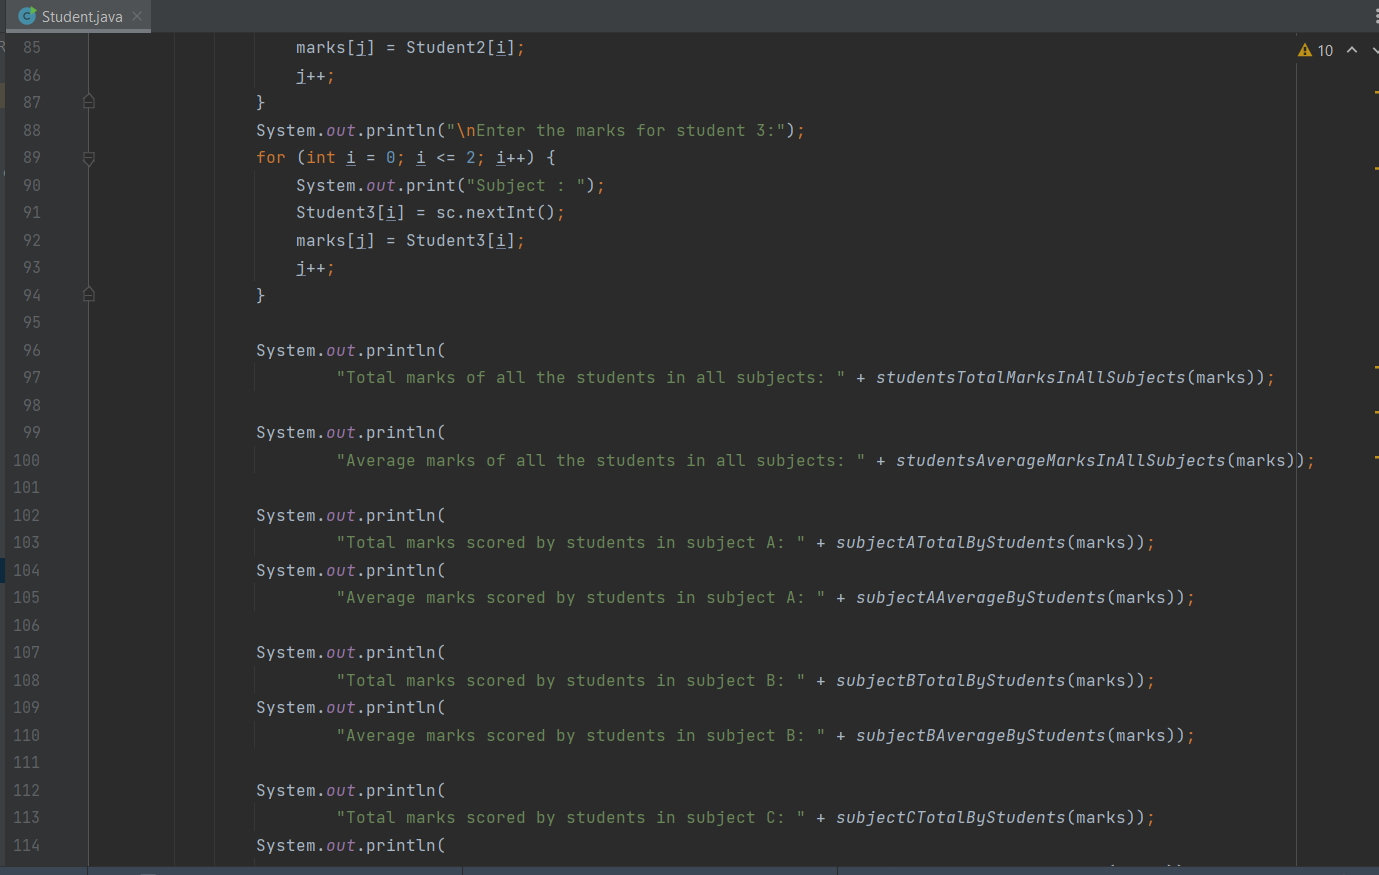 Student.java
10
85 marks[j] = Student2[i];
86 j++;
87 }
88 System.out.println("\nEnter the marks for student 3:");
89 for (int i = 0; i <= 2; i++) {
90 System.out.print("Subject : ");
91 Student3[i] = sc.nextInt();
92 marks[j] = Student3[i];
93 j++;
94 }
95
96 System.out.println(
97 "Total marks of all the students in all subjects: " + studentsTotalMarksInAllSubjects(marks));
98
99 System.out.println(
100 "Average marks of all the students in all subjects: " + studentsAverageMarksInAllSubjects(marks));
101
102 System.out.println(
103 "Total marks scored by students in subject A: " + subjectATotalByStudents(marks));
104 System.out.println(
105 "Average marks scored by students in subject A: " + subjectAAverageByStudents(marks));
106
107 System.out.println(
108 "Total marks scored by students in subject B: " + subjectBTotalByStudents(marks));
109 System.out.println(
110 "Average marks scored by students in subject B: " + subjectBAverageByStudents(marks));
111
112 System.out.println(
113 "Total marks scored by students in subject C: " + subjectCTotalByStudents(marks));
114 System.out.println(